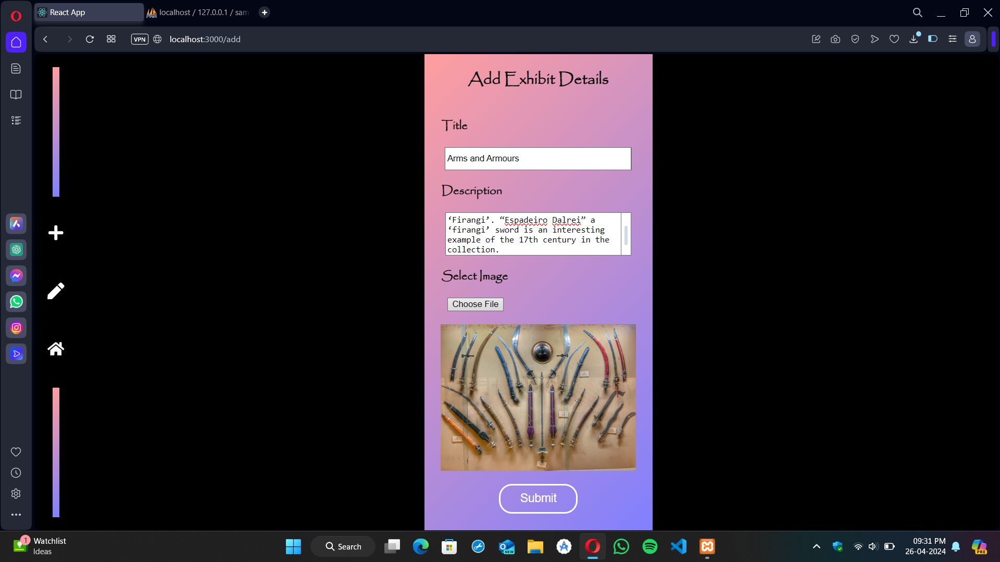 React App
localhost / 127.0.0.1 / sam
VPN
localhost:3000/add
Add Exhibit Details
Title
Arms and Armours
Description
‘Firangi’. “Espadeiro Dalrei” a
‘firangi’ sword is an interesting
example of the 17th century in the
collection.
Select Image
Choose File
Submit
1
Watchlist
Ideas
Search
NEW
09:31 PM
26-04-2024
PRE